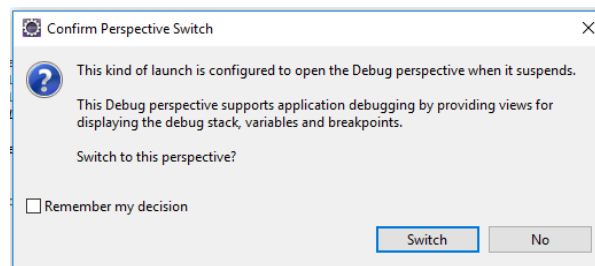 Confirm Perspective Switch
This kind of launch is configured to open the Debug perspective when it suspends.
This Debug perspective supports application debugging by providing views for
displaying the debug stack, variables and breakpoints.
Switch to this perspective?
Remember my decision
Switch
No